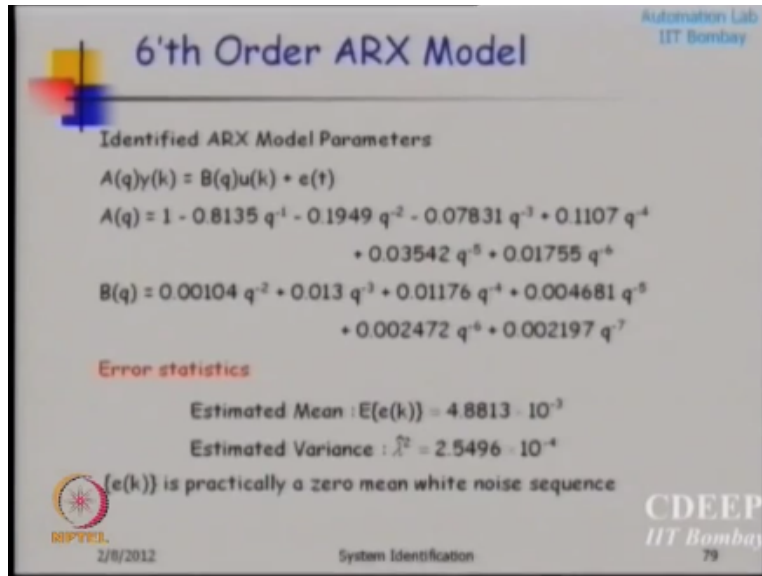 Automation Lab
IIT Bombay
6'th Order ARX Model
Identified ARX Model Parameters
A(q)y(k) = B(q)u(k) + e(t)
A(q) = 1 - 0.8135 q⁻¹ - 0.1949 q⁻² - 0.07831 q⁻³ + 0.1107 q⁻⁴
+ 0.03542 q⁻⁵ + 0.01755 q⁻⁶
B(q) = 0.00104 q⁻² + 0.013 q⁻³ + 0.01176 q⁻⁴ + 0.004681 q⁻⁵
+ 0.002472 q⁻⁶ + 0.002197 q⁻⁷
Error statistics
Estimated Mean : E{e(k)} = 4.8813 10⁻³
Estimated Variance : λ̂² = 2.5496 10⁻⁴
{e(k)} is practically a zero mean white noise sequence
NPTEL
CDEEP
IIT Bombay
2/8/2012
System Identification
79